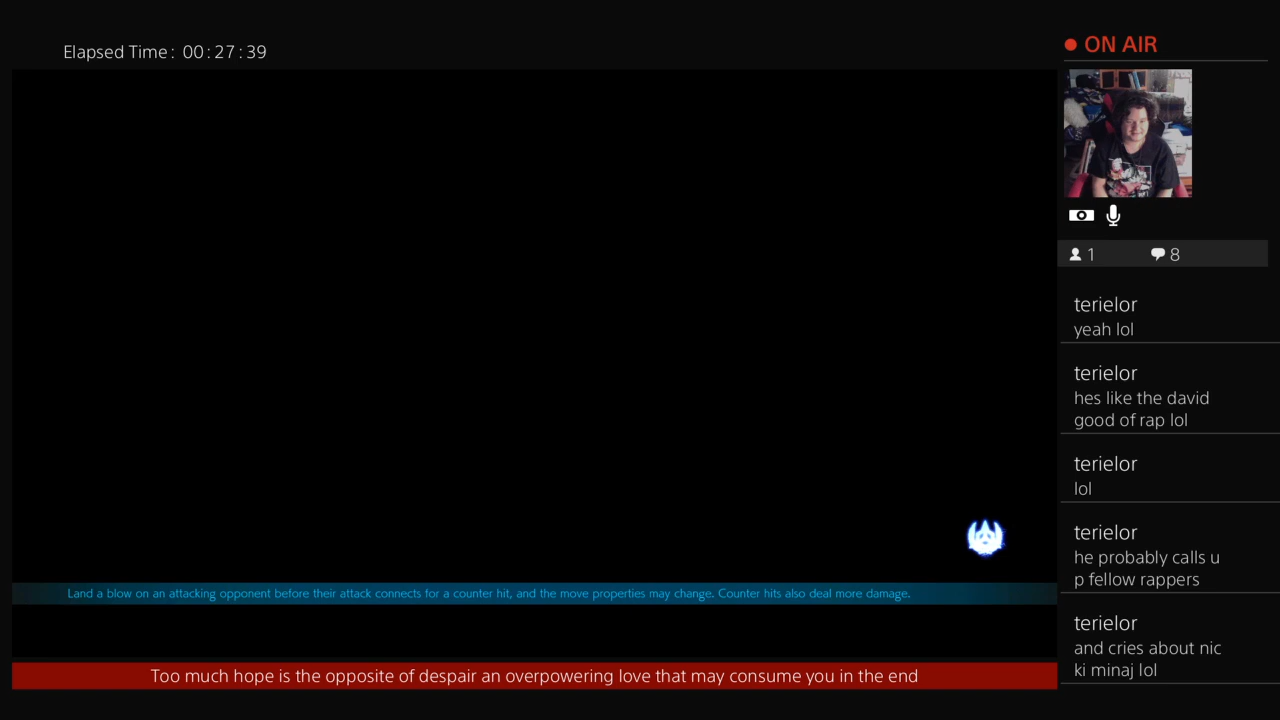 Elapsed Time: 00:27:39
ON AIR
1 8
terielor
yeah lol
terielor
hes like the david
good of rap lol
terielor
lol
terielor
he probably calls u
p fellow rappers
terielor
and cries about nic
ki minaj lol
Land a blow on an attacking opponent before their attack connects for a counter hit, and the move properties may change. Counter hits also deal more damage.
Too much hope is the opposite of despair an overpowering love that may consume you in the end